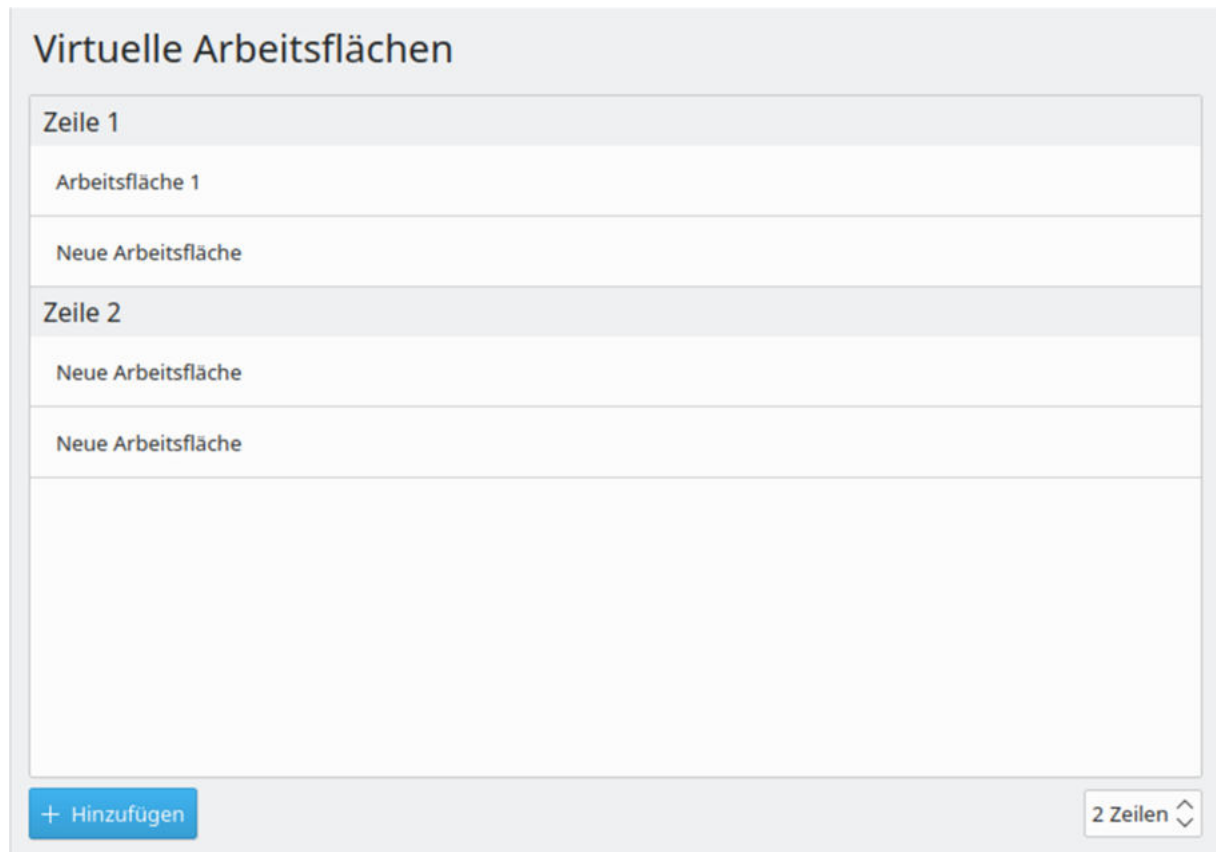 Virtuelle Arbeitsflächen
Zeile 1
Arbeitsfläche 1
Neue Arbeitsfläche
Zeile 2
Neue Arbeitsfläche
Neue Arbeitsfläche
+ Hinzufügen
2 Zeilen